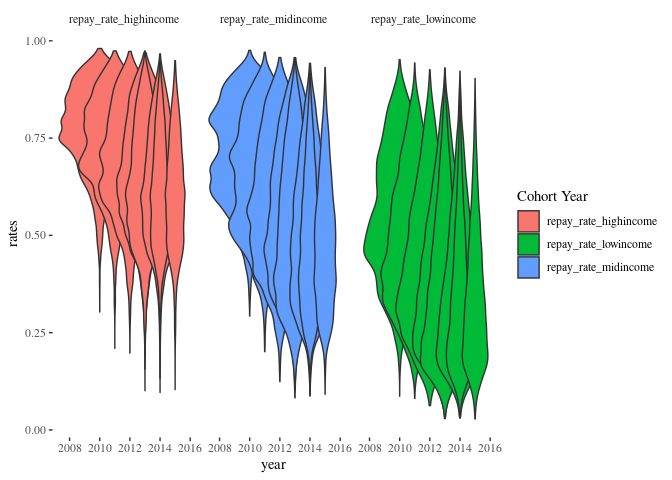 repay_rate_highincome repay_rate_midincome repay_rate_lowincome
1.00
0.75
0.50
0.25
0.00
rates
2008 2010 2012 2014 2016 2008 2010 2012 2014 2016 2008 2010 2012 2014 2016
year
Cohort Year
repay_rate_highincome
repay_rate_lowincome
repay_rate_midincome